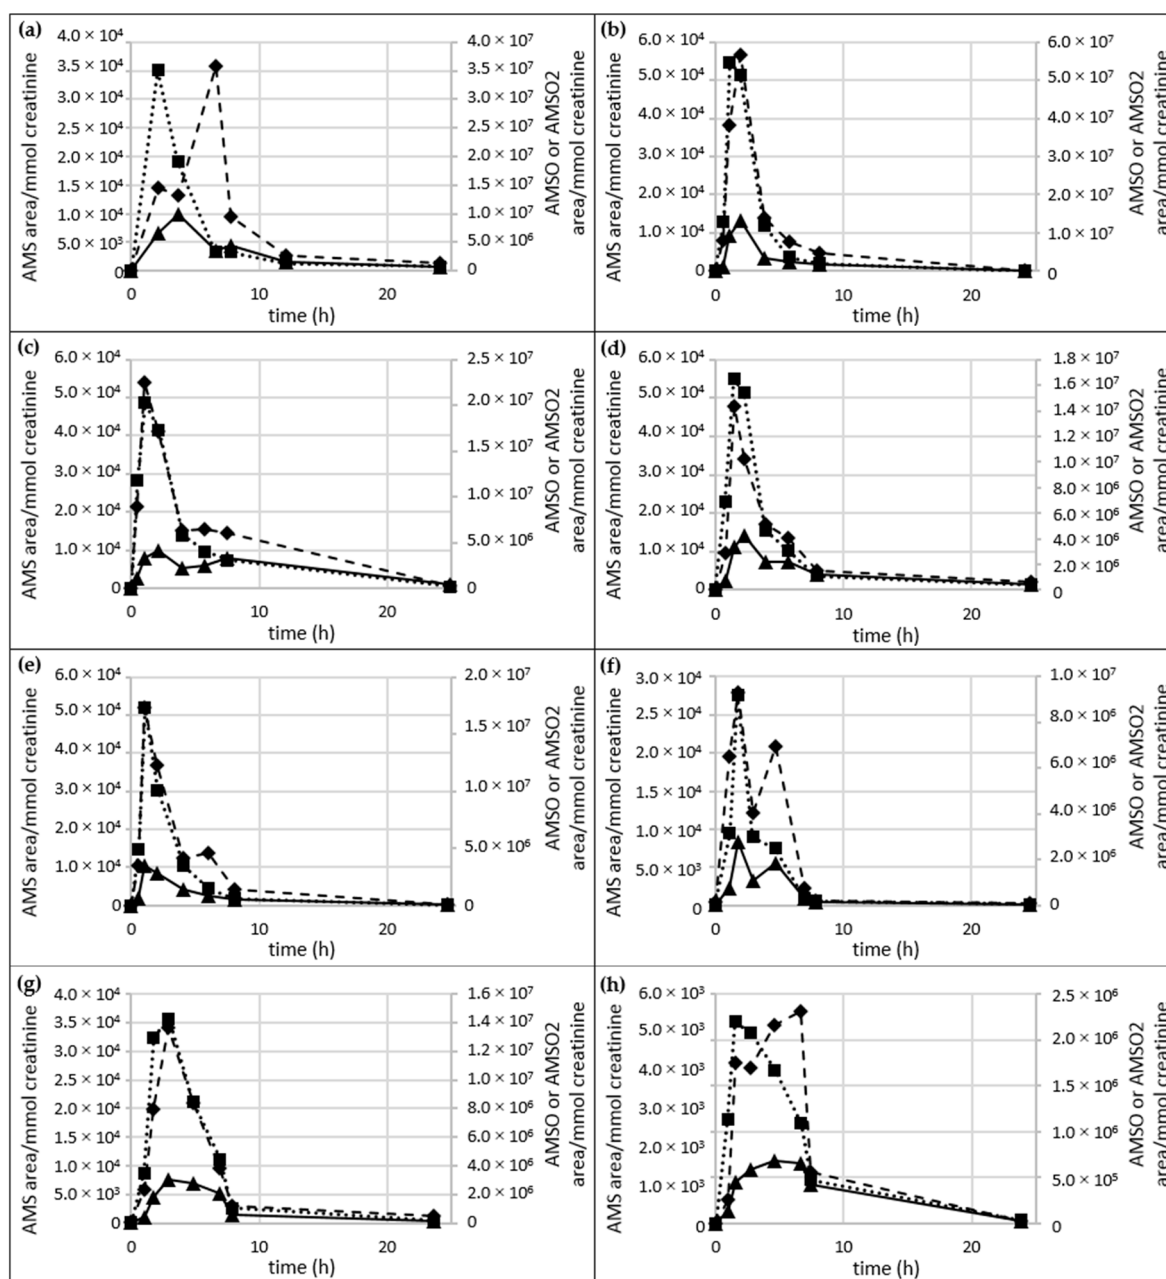 (a)
AMS area/mmol creatinine
4.0 × 10⁴
3.5 × 10⁴
3.0 × 10⁴
2.5 × 10⁴
2.0 × 10⁴
1.5 × 10⁴
1.0 × 10⁴
5.0 × 10³
0
4.0 × 10⁷
3.5 × 10⁷
3.0 × 10⁷
2.5 × 10⁷
2.0 × 10⁷
1.5 × 10⁷
1.0 × 10⁷
5.0 × 10⁶
0
AMSO or AMSO2
area/mmol creatinine
0 10 20
time (h)
(b)
AMS area/mmol creatinine
6.0 × 10⁴
5.0 × 10⁴
4.0 × 10⁴
3.0 × 10⁴
2.0 × 10⁴
1.0 × 10⁴
0
6.0 × 10⁷
5.0 × 10⁷
4.0 × 10⁷
3.0 × 10⁷
2.0 × 10⁷
1.0 × 10⁷
0
AMSO or AMSO2
area/mmol creatinine
0 10 20
time (h)
(c)
AMS area/mmol creatinine
6.0 × 10⁴
5.0 × 10⁴
4.0 × 10⁴
3.0 × 10⁴
2.0 × 10⁴
1.0 × 10⁴
0
2.5 × 10⁷
2.0 × 10⁷
1.5 × 10⁷
1.0 × 10⁷
5.0 × 10⁶
0
AMSO or AMSO2
area/mmol creatinine
0 10 20
time (h)
(d)
AMS area/mmol creatinine
6.0 × 10⁴
5.0 × 10⁴
4.0 × 10⁴
3.0 × 10⁴
2.0 × 10⁴
1.0 × 10⁴
0
1.8 × 10⁷
1.6 × 10⁷
1.4 × 10⁷
1.2 × 10⁷
1.0 × 10⁷
8.0 × 10⁶
6.0 × 10⁶
4.0 × 10⁶
2.0 × 10⁶
0
AMSO or AMSO2
area/mmol creatinine
0 10 20
time (h)
(e)
AMS area/mmol creatinine
6.0 × 10⁴
5.0 × 10⁴
4.0 × 10⁴
3.0 × 10⁴
2.0 × 10⁴
1.0 × 10⁴
0
2.0 × 10⁷
1.5 × 10⁷
1.0 × 10⁷
5.0 × 10⁶
0
AMSO or AMSO2
area/mmol creatinine
0 10 20
time (h)
(f)
AMS area/mmol creatinine
3.0 × 10⁴
2.5 × 10⁴
2.0 × 10⁴
1.5 × 10⁴
1.0 × 10⁴
5.0 × 10³
0
1.0 × 10⁷
8.0 × 10⁶
6.0 × 10⁶
4.0 × 10⁶
2.0 × 10⁶
0
AMSO or AMSO2
area/mmol creatinine
0 10 20
time (h)
(g)
AMS area/mmol creatinine
4.0 × 10⁴
3.5 × 10⁴
3.0 × 10⁴
2.5 × 10⁴
2.0 × 10⁴
1.5 × 10⁴
1.0 × 10⁴
5.0 × 10³
0
1.6 × 10⁷
1.4 × 10⁷
1.2 × 10⁷
1.0 × 10⁷
8.0 × 10⁶
6.0 × 10⁶
4.0 × 10⁶
2.0 × 10⁶
0
AMSO or AMSO2
area/mmol creatinine
0 10 20
time (h)
(h)
AMS area/mmol creatinine
6.0 × 10³
5.0 × 10³
4.0 × 10³
3.0 × 10³
2.0 × 10³
1.0 × 10³
0
2.5 × 10⁶
2.0 × 10⁶
1.5 × 10⁶
1.0 × 10⁶
5.0 × 10⁵
0
AMSO or AMSO2
area/mmol creatinine
0 10 20
time (h)